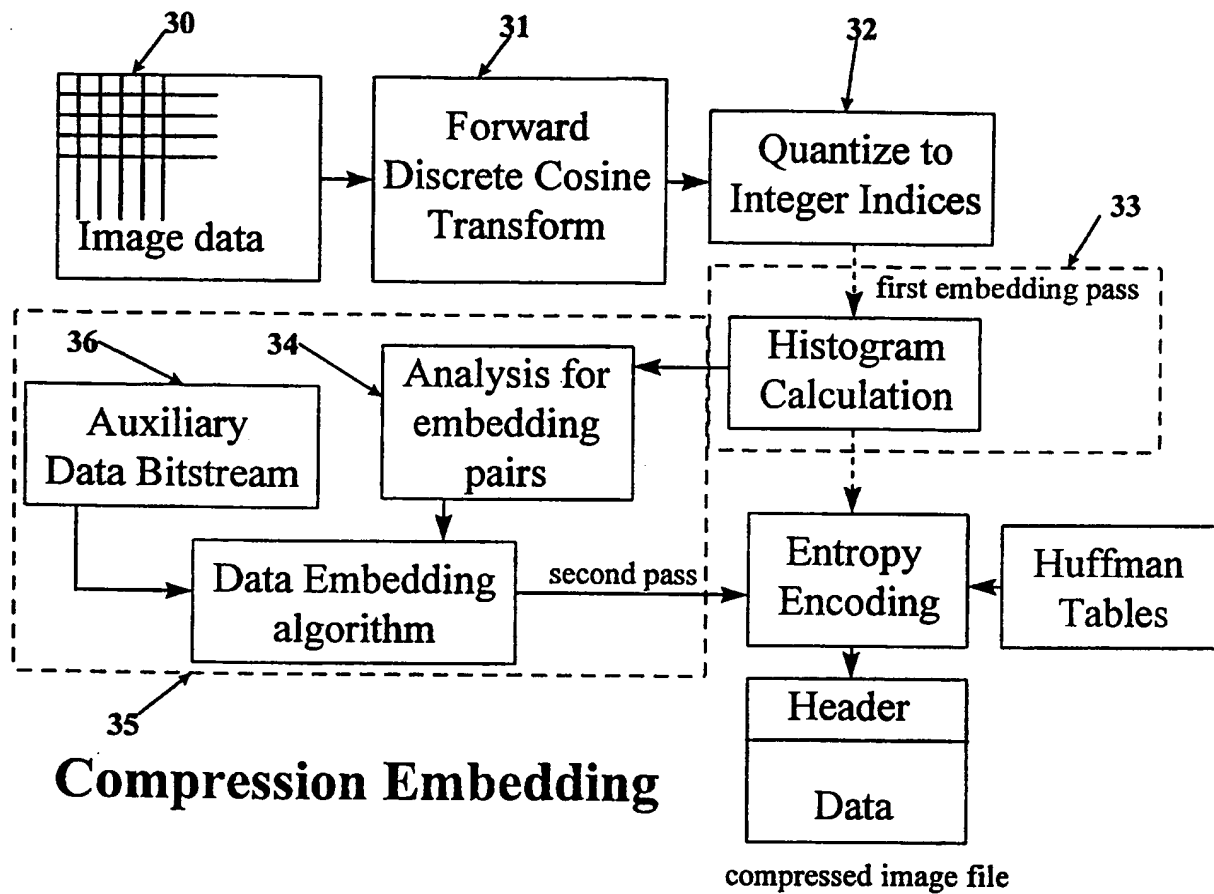 30
31
32
Image data
Forward
Discrete Cosine
Transform
Quantize to
Integer Indices
33
first embedding pass
Histogram
Calculation
34
Analysis for
embedding
pairs
36
Auxiliary
Data Bitstream
Data Embedding
algorithm
second pass
35
Entropy
Encoding
Huffman
Tables
Header
Data
compressed image file
Compression Embedding